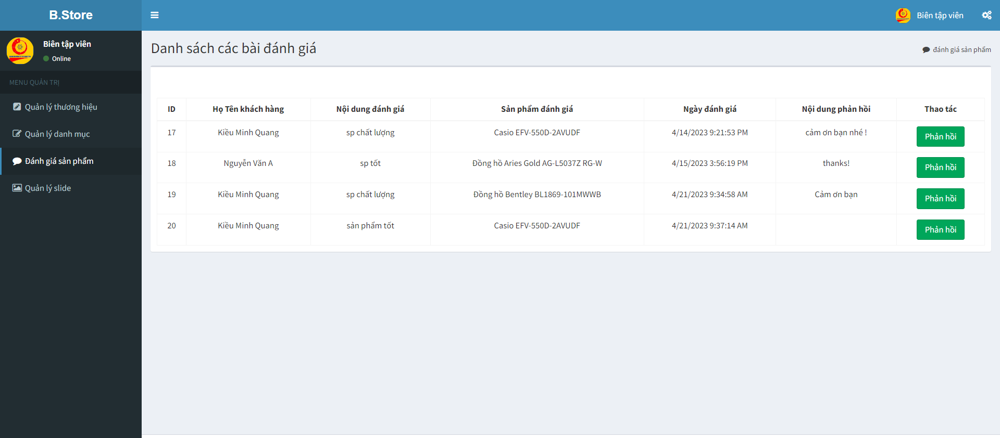 B.Store
Biên tập viên
Biên tập viên
Online
MENU QUẢN TRỊ
Quản lý thương hiệu
Quản lý danh mục
Đánh giá sản phẩm
Quản lý slide
Danh sách các bài đánh giá
đánh giá sản phẩm
ID Họ Tên khách hàng Nội dung đánh giá Sản phẩm đánh giá Ngày đánh giá Nội dung phản hồi Thao tác
17 Kiều Minh Quang sp chất lượng Casio EFV-550D-2AVUDF 4/14/2023 9:21:53 PM cảm ơn bạn nhé ! Phản hồi
18 Nguyễn Văn A sp tốt Đồng hồ Aries Gold AG-L5037Z RG-W 4/15/2023 3:56:19 PM thanks! Phản hồi
19 Kiều Minh Quang sp chất lượng Đồng hồ Bentley BL1869-101MWWB 4/21/2023 9:34:58 AM Cảm ơn bạn Phản hồi
20 Kiều Minh Quang sản phẩm tốt Casio EFV-550D-2AVUDF 4/21/2023 9:37:14 AM Phản hồi